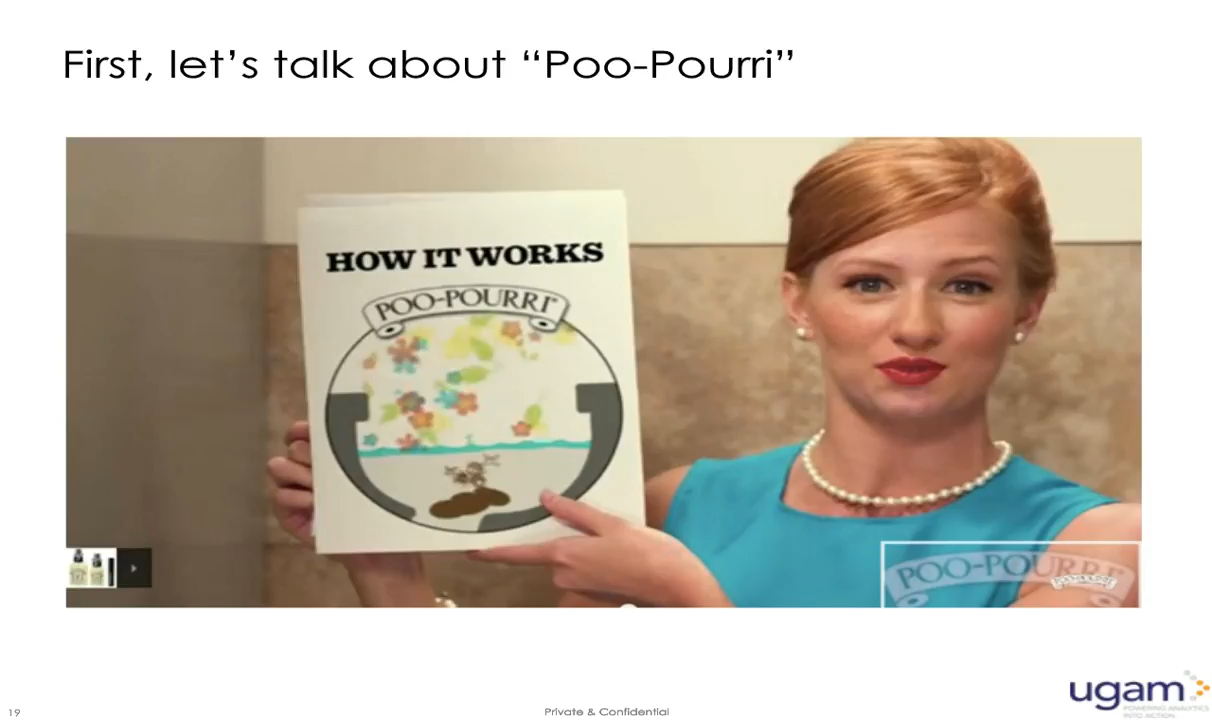 First, let’s talk about “Poo-Pourri”
HOW IT WORKS
POO-POURRI
POO-POURRI
19
Private & Confidential
ugam
POWERING ANALYTICS
INTO ACTION